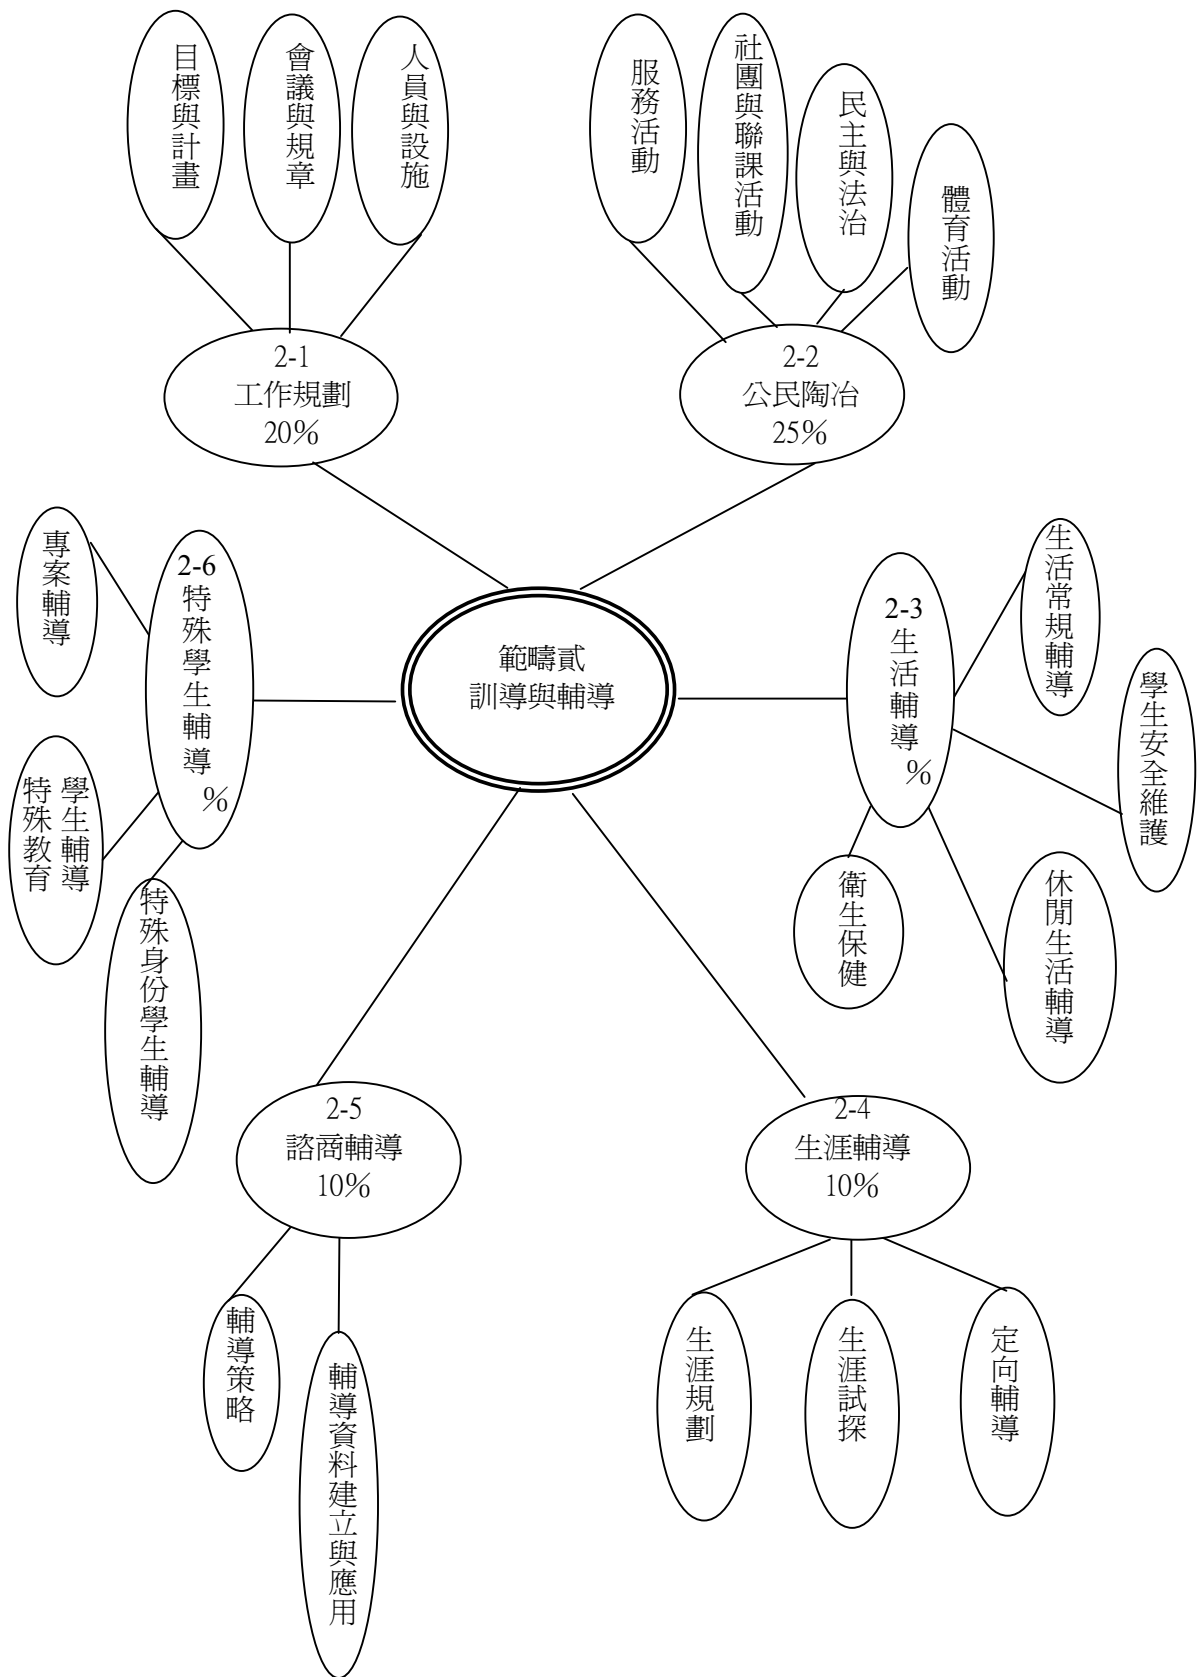 目標與計畫
會議與規章
人員與設施
服務活動
社團與聯課活動
民主與法治
體育活動
2-1
工作規劃
20%
2-2
公民陶冶
25%
專案輔導
2-6
特殊學生輔導
%
範疇貳
訓導與輔導
2-3
生活輔導
%
生活常規輔導
學生安全維護
特殊教育
學生輔導
特殊身份學生輔導
衛生保健
休閒生活輔導
2-5
諮商輔導
10%
2-4
生涯輔導
10%
輔導策略
輔導資料建立與應用
生涯規劃
生涯試探
定向輔導